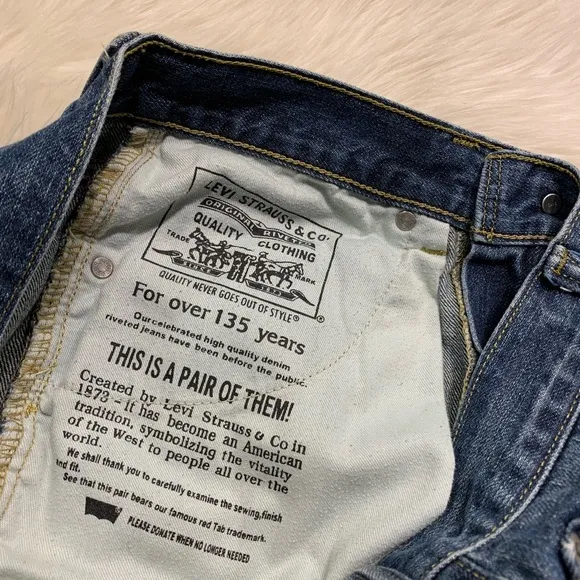 LEVI STRAUSS & CO.
ORIGINAL RIVETED
QUALITY CLOTHING
TRADE MARK
SINCE 1873
QUALITY NEVER GOES OUT OF STYLE®
For over 135 years
Our celebrated high quality denim
riveted jeans have been before the public.
THIS IS A PAIR OF THEM!
Created by Levi Strauss & Co in
1873 - it has become an American
tradition, symbolizing the vitality
of the West to people all over the
world.
We shall thank you to carefully examine the sewing,finish
and fit.
See that this pair bears our famous red Tab trademark.
PLEASE DONATE WHEN NO LONGER NEEDED